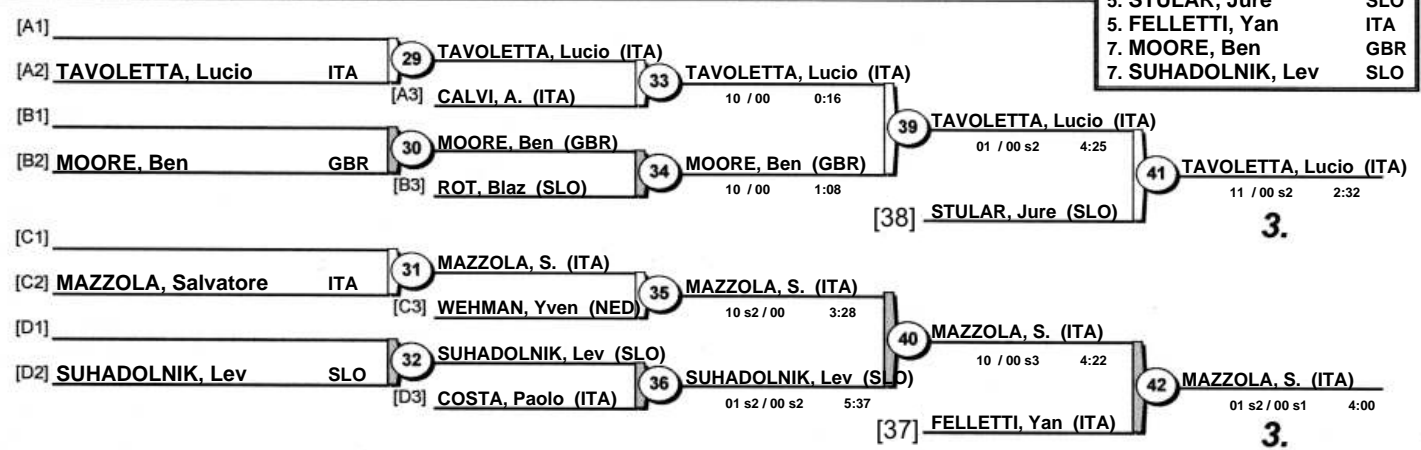 5. STULAR, Jure SLO
5. FELLETTI, Yan ITA
7. MOORE, Ben GBR
7. SUHADOLNIK, Lev SLO
[A1]
[A2] TAVOLETTA, Lucio ITA
29
TAVOLETTA, Lucio (ITA)
[A3] CALVI, A. (ITA)
33
TAVOLETTA, Lucio (ITA)
10 / 00 0:16
[B1]
[B2] MOORE, Ben GBR
30
MOORE, Ben (GBR)
[B3] ROT, Blaz (SLO)
34
MOORE, Ben (GBR)
10 / 00 1:08
39
TAVOLETTA, Lucio (ITA)
01 / 00 s2 4:25
[38] STULAR, Jure (SLO)
41
TAVOLETTA, Lucio (ITA)
11 / 00 s2 2:32
3.
[C1]
[C2] MAZZOLA, Salvatore ITA
31
MAZZOLA, S. (ITA)
[C3] WEHMAN, Yven (NED)
35
MAZZOLA, S. (ITA)
10 s2 / 00 3:28
[D1]
[D2] SUHADOLNIK, Lev SLO
32
SUHADOLNIK, Lev (SLO)
[D3] COSTA, Paolo (ITA)
36
SUHADOLNIK, Lev (SLO)
01 s2 / 00 s2 5:37
40
MAZZOLA, S. (ITA)
10 / 00 s3 4:22
[37] FELLETTI, Yan (ITA)
42
MAZZOLA, S. (ITA)
01 s2 / 00 s1 4:00
3.